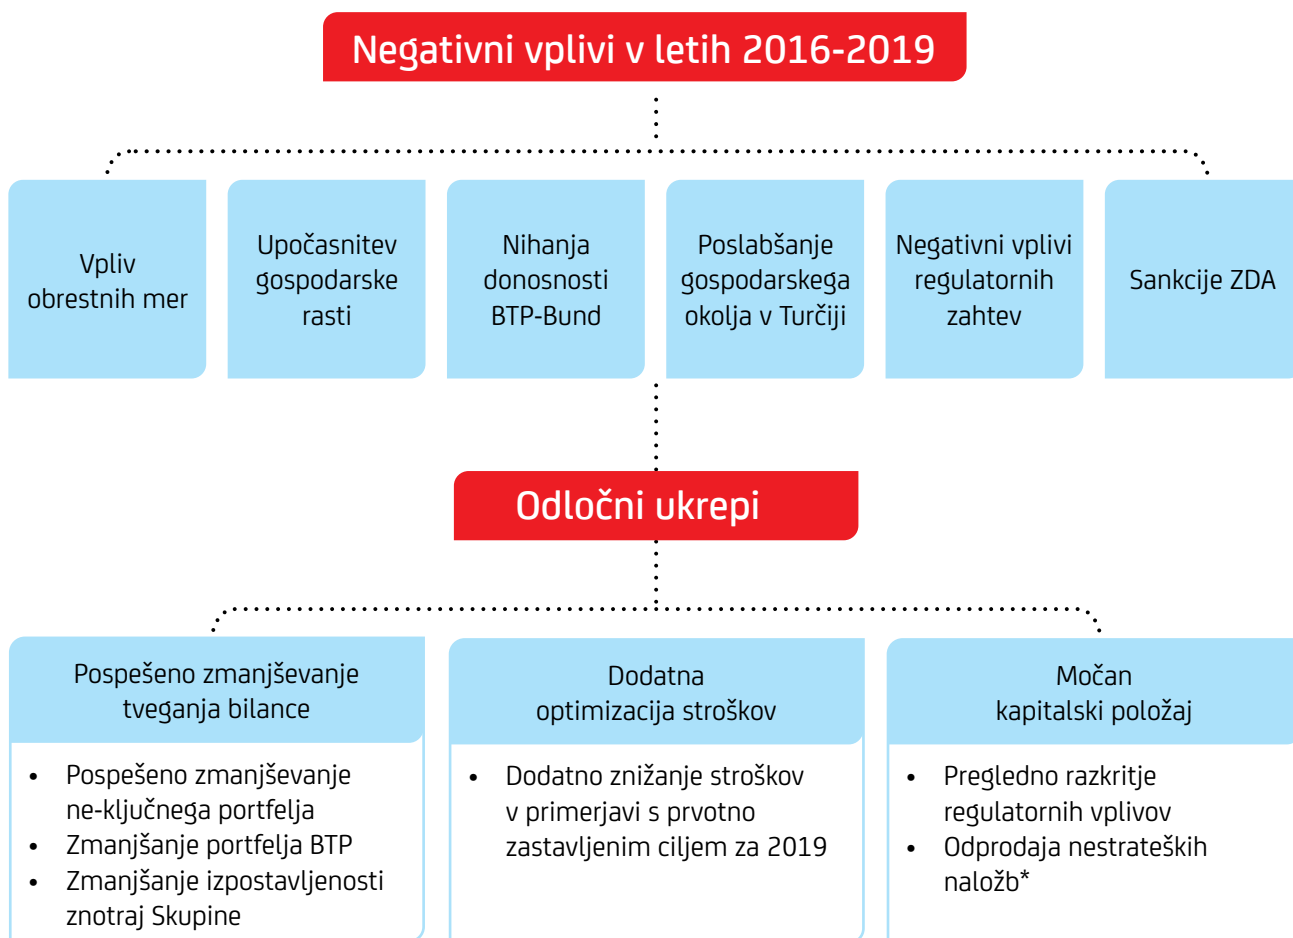 Negativni vplivi v letih 2016-2019
Vpliv
obrestnih mer
Upočasnitev
gospodarske
rasti
Nihanja
donosnosti
BTP-Bund
Poslabšanje
gospodarskega
okolja v Turčiji
Negativni vplivi
regulatornih
zahtev
Sankcije ZDA
Odločni ukrepi
Pospešeno zmanjševanje
tveganja bilance
• Pospešeno zmanjševanje
ne-ključnega portfelja
• Zmanjšanje portfelja BTP
• Zmanjšanje izpostavljenosti
znotraj Skupine
Dodatna
optimizacija stroškov
• Dodatno znižanje stroškov
v primerjavi s prvotno
zastavljenim ciljem za 2019
Močan
kapitalski položaj
• Pregledno razkritje
regulatornih vplivov
• Odprodaja nestrateških
naložb*